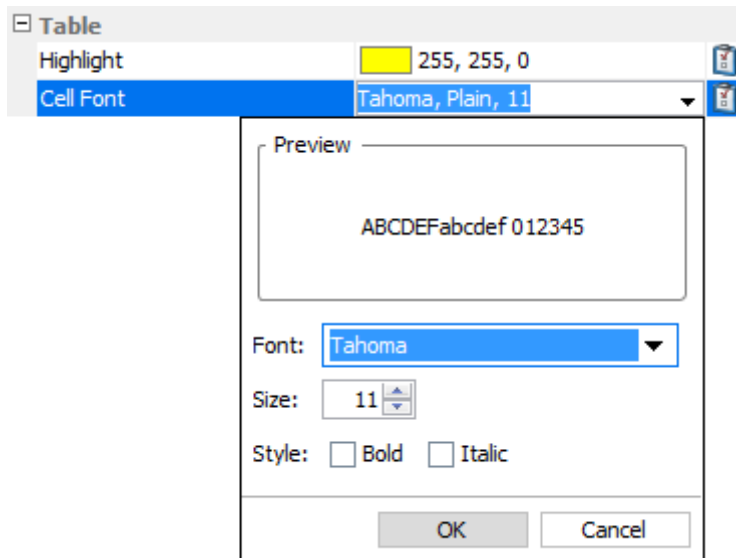 Table
Highlight 255, 255, 0
Cell Font Tahoma, Plain, 11
Preview
ABCDEFabcdef 012345
Font: Tahoma
Size: 11
Style: Bold Italic
OK Cancel